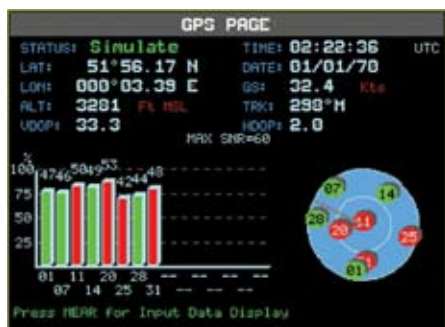 GPS PAGE
STATUS: Simulate TIME: 02:22:36 UTC
LAT: 51°56.17 N DATE: 01/01/70
LON: 000°03.39 E GS: 32.4 Kts
ALT: 3281 Ft MSL TRK: 298°M
VDOP: 33.3 HDOP: 2.0
MAX SNR=60
%
100 47 46 50 49 53 42 44 48
75
50
25
01 11 20 28 -- -- --
07 14 25 31 -- -- --
07 14
28 20 11 25
01
Press NEAR for Input Data Display